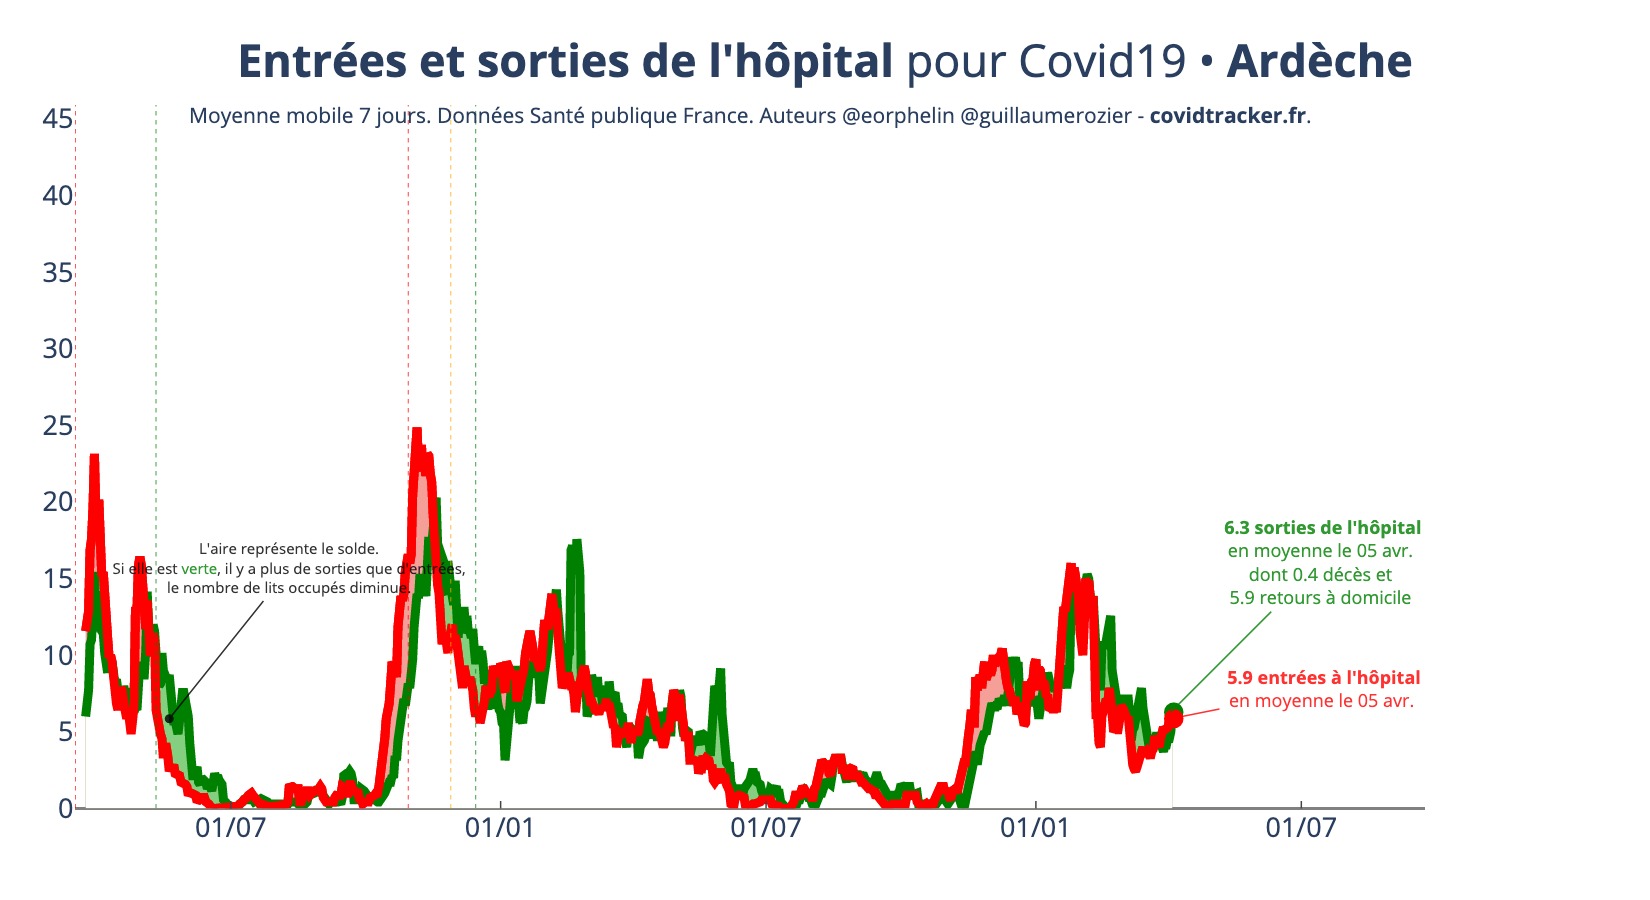 Entrées et sorties de l'hôpital pour Covid19 • Ardèche
Moyenne mobile 7 jours. Données Santé publique France. Auteurs @eorphelin @guillaumerozier - covidtracker.fr.
45
40
35
30
25
20
15
10
5
0
L'aire représente le solde.
Si elle est verte, il y a plus de sorties que d'entrées,
le nombre de lits occupés diminue.
6.3 sorties de l'hôpital
en moyenne le 05 avr.
dont 0.4 décès et
5.9 retours à domicile
5.9 entrées à l'hôpital
en moyenne le 05 avr.
01/07
01/01
01/07
01/01
01/07